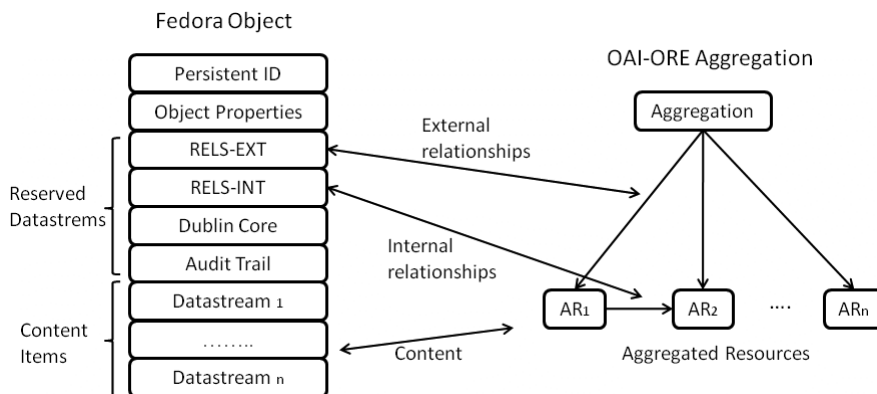 Fedora Object
Persistent ID
Object Properties
RELS-EXT
RELS-INT
Dublin Core
Audit Trail
Datastream 1
........
Datastream n
Reserved
Datastrems
Content
Items
External
relationships
Internal
relationships
Content
OAI-ORE Aggregation
Aggregation
AR1
AR2
....
ARn
Aggregated Resources